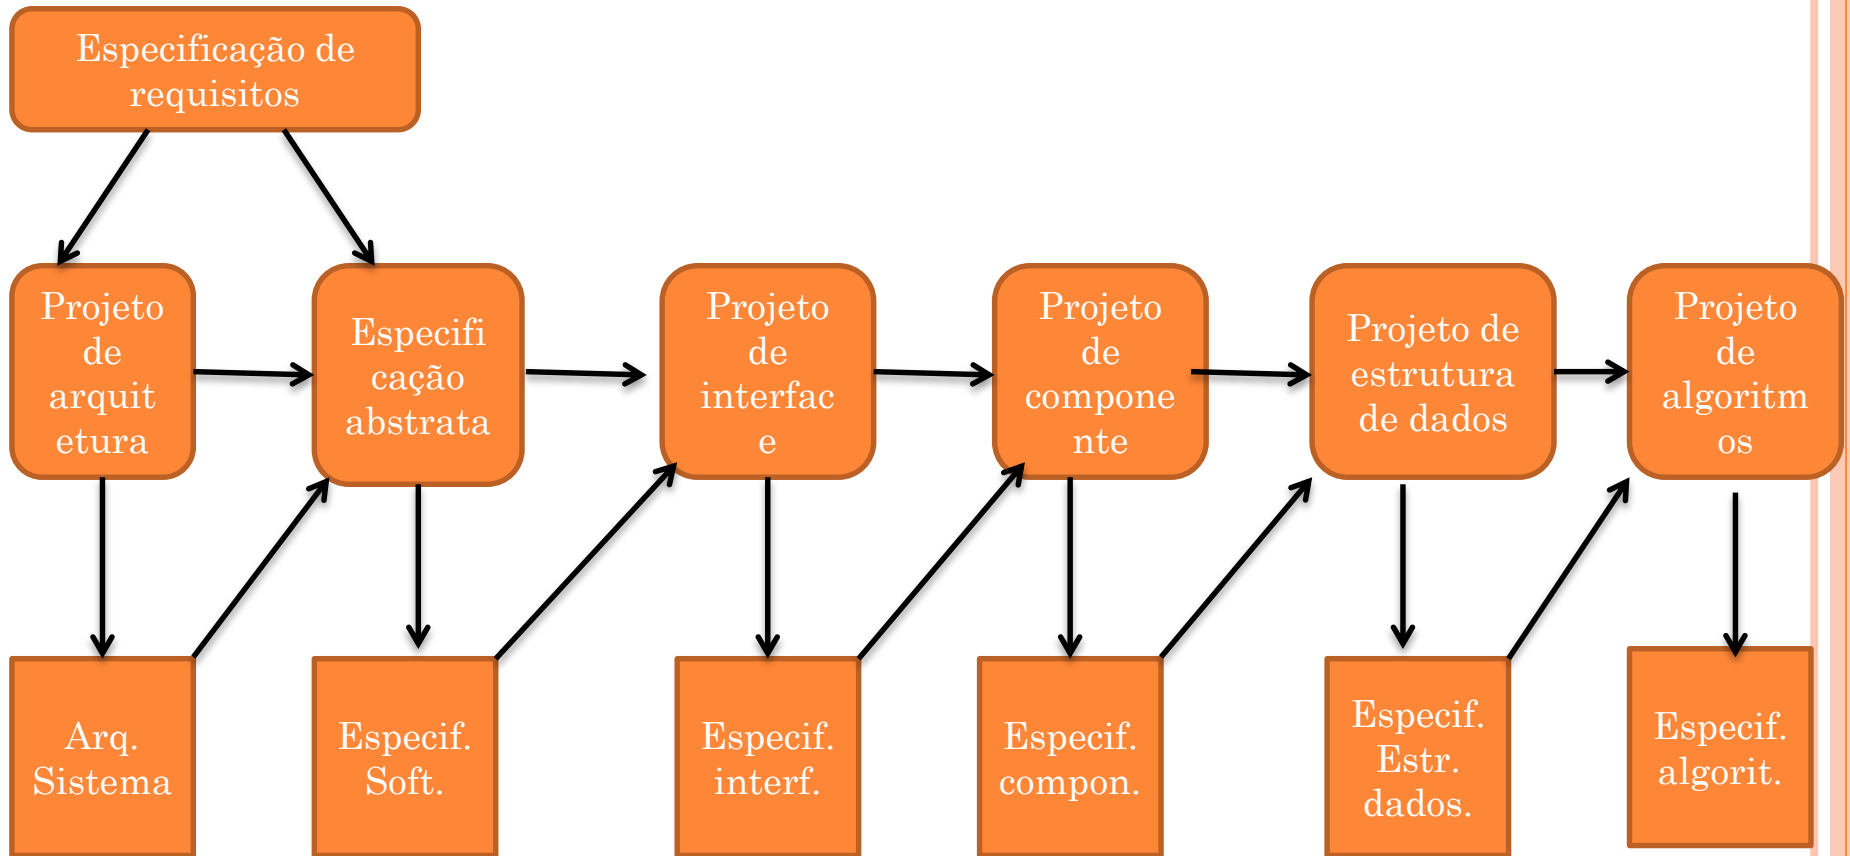 Especificação de
requisitos
Projeto
de
arquit
etura
Especifi
cação
abstrata
Projeto
de
interfac
e
Projeto
de
compone
nte
Projeto de
estrutura
de dados
Projeto
de
algoritm
os
Arq.
Sistema
Especif.
Soft.
Especif.
interf.
Especif.
compon.
Especif.
Estr.
dados.
Especif.
algorit.